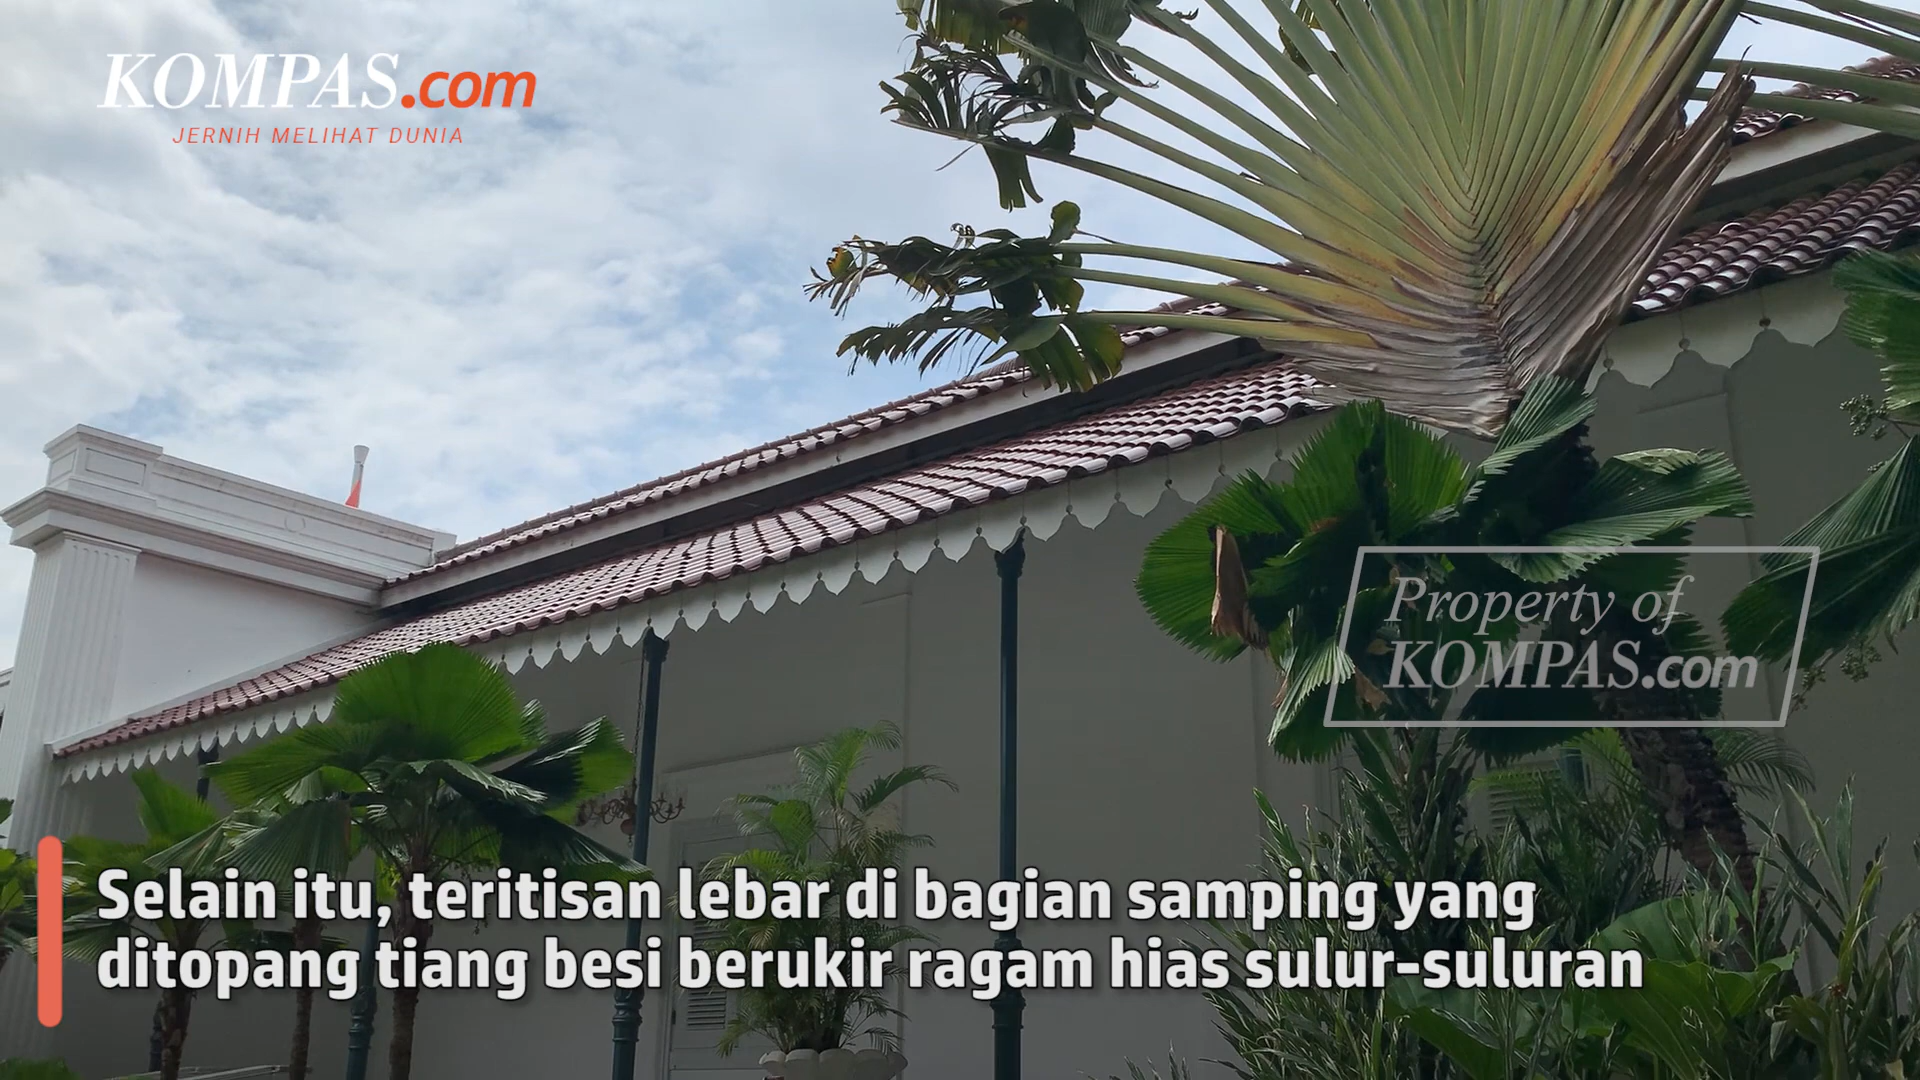 KOMPAS.com
JERNIH MELIHAT DUNIA
Property of
KOMPAS.com
Selain itu, teritisan lebar di bagian samping yang
ditopang tiang besi berukir ragam hias sulur-suluran